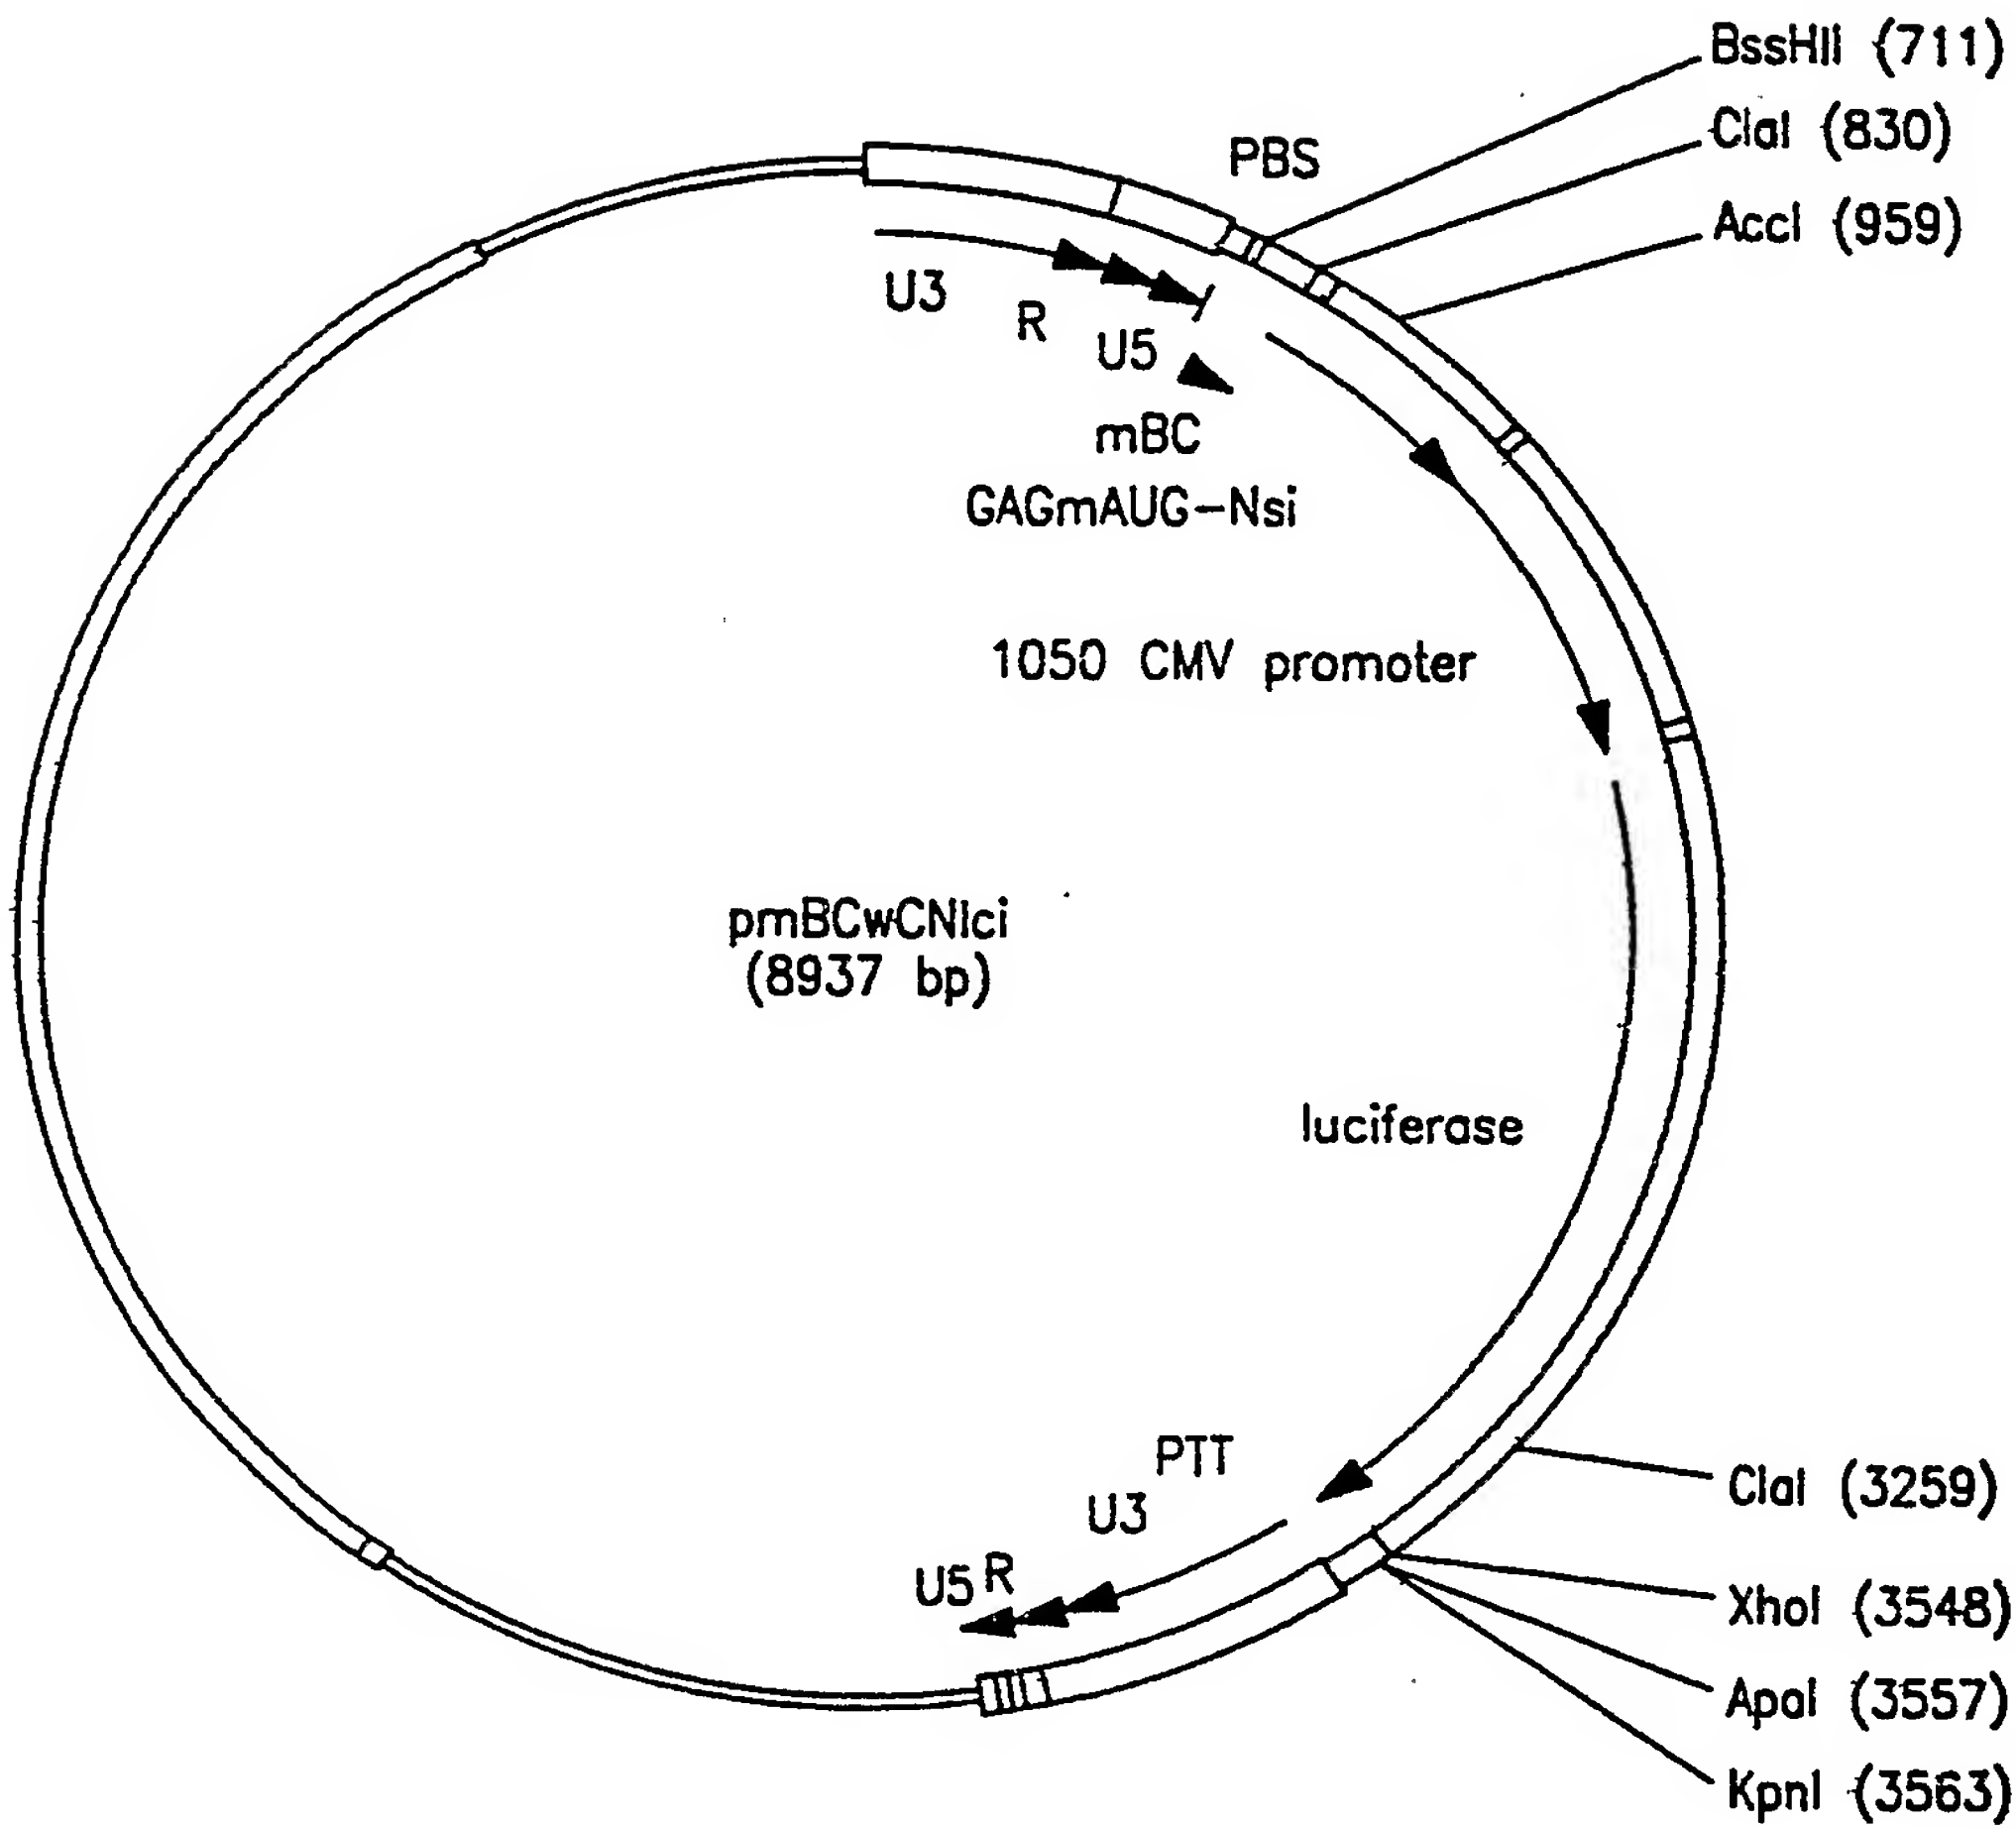 BssHII (711)
ClaI (830)
AccI (959)
PBS
U3
R
U5
mBC
GAGmAUG-Nsi
1050 CMV promoter
pmBCwCNlci
(8937 bp)
luciferase
PTT
U3
R
U5
ClaI (3259)
XhoI (3548)
ApaI (3557)
KpnI (3563)